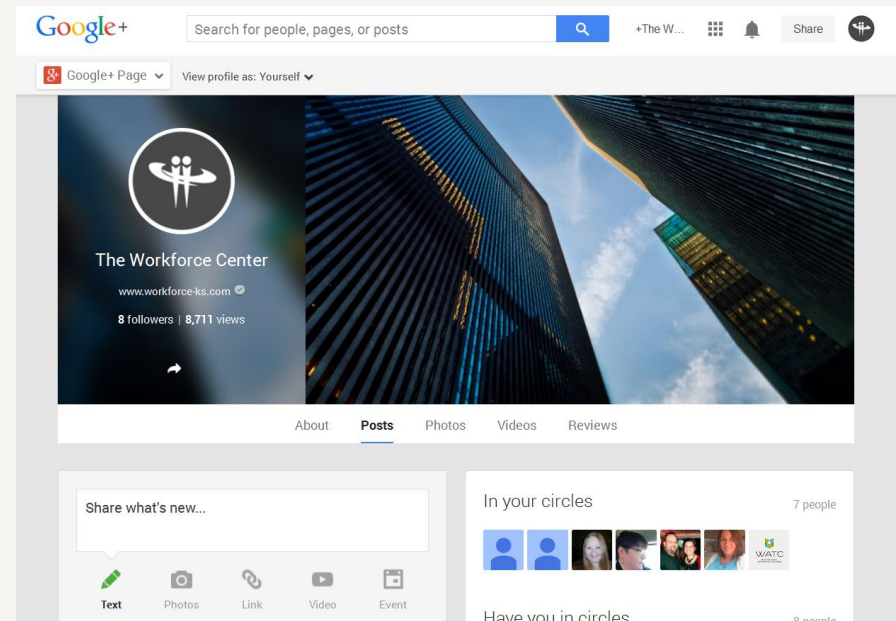 Google+
Search for people, pages, or posts
+The W...
Share
g+ Google+ Page
View profile as: Yourself
The Workforce Center
www.workforce-ks.com
8 followers | 8,711 views
About Posts Photos Videos Reviews
Share what's new...
Text Photos Link Video Event
In your circles
7 people
WATC
Have you in circles
8 people